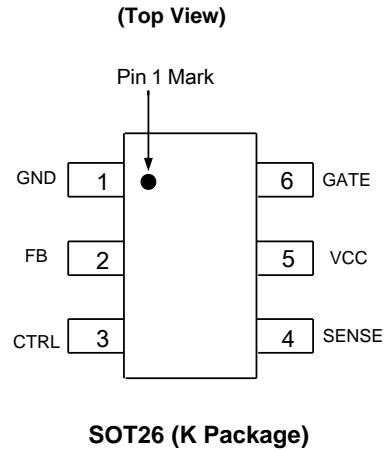 (Top View)
Pin 1 Mark
GND 1 6 GATE
FB 2 5 VCC
CTRL 3 4 SENSE
SOT26 (K Package)